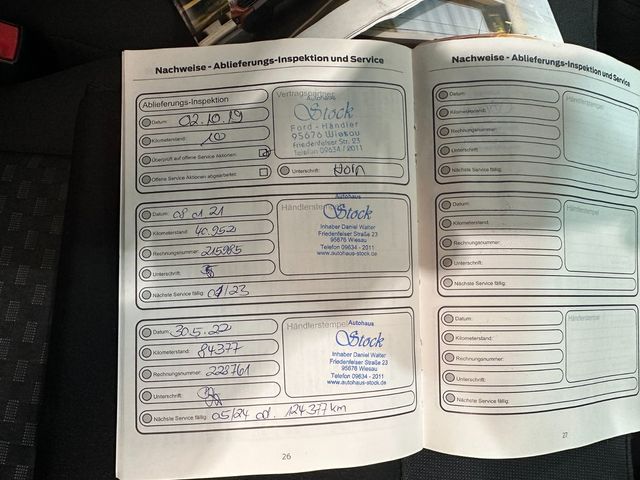 Nachweise - Ablieferungs-Inspektion und Service
Ablieferungs-Inspektion
Datum: 02.10.19
Kilometerstand: 10
Überprüft auf offene Service Aktionen:
Offene Service Aktionen abgearbeitet:
Vertragspartner
Autohaus
Stock
Ford - Händler
95676 Wiesau
Friedenfelser Str. 23
Telefon 09634 / 2011
Unterschrift: Horn
Datum: 08.01.21
Kilometerstand: 40.952
Rechnungsnummer: 215985
Unterschrift:
Nächste Service fällig: 01/23
Händlerstempel
Autohaus
Stock
Inhaber Daniel Walter
Friedenfelser Straße 23
95676 Wiesau
Telefon 09634 - 2011
www.autohaus-stock.de
Datum: 30.5.22
Kilometerstand: 84377
Rechnungsnummer: 228761
Unterschrift:
Nächste Service fällig: 05/24 od. 124.377 km
Händlerstempel
Autohaus
Stock
Inhaber Daniel Walter
Friedenfelser Straße 23
95676 Wiesau
Telefon 09634 - 2011
www.autohaus-stock.de
26
Nachweise - Ablieferungs-Inspektion und Service
Datum:
Kilometerstand:
Rechnungsnummer:
Unterschrift:
Nächste Service fällig:
Händlerstempel
Datum:
Kilometerstand:
Rechnungsnummer:
Unterschrift:
Nächste Service fällig:
Händlerstempel
Datum:
Kilometerstand:
Rechnungsnummer:
Unterschrift:
Nächste Service fällig:
Händlerstempel
27